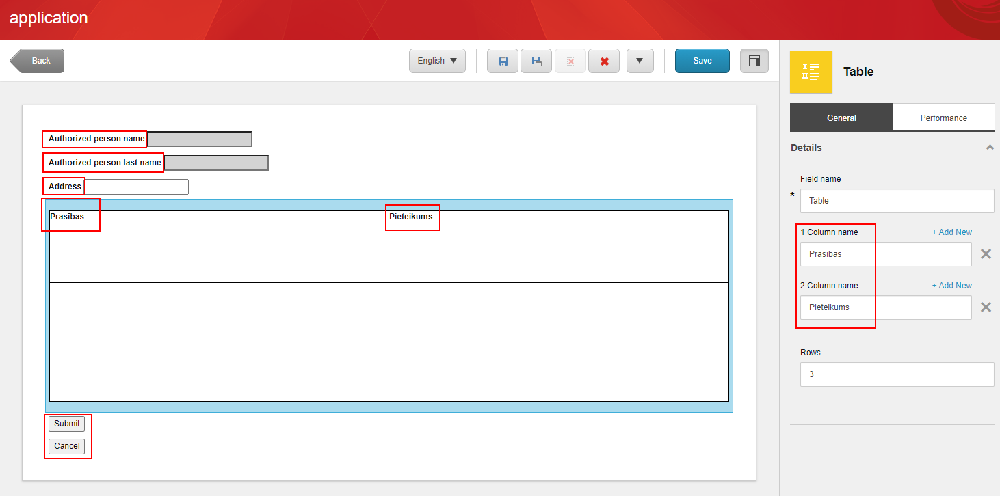 application
Back
English
Save
Authorized person name
Authorized person last name
Address
Prasības Pieteikums
Submit
Cancel
Table
General Performance
Details
Field name
*
Table
1 Column name + Add New
Prasības
2 Column name + Add New
Pieteikums
Rows
3